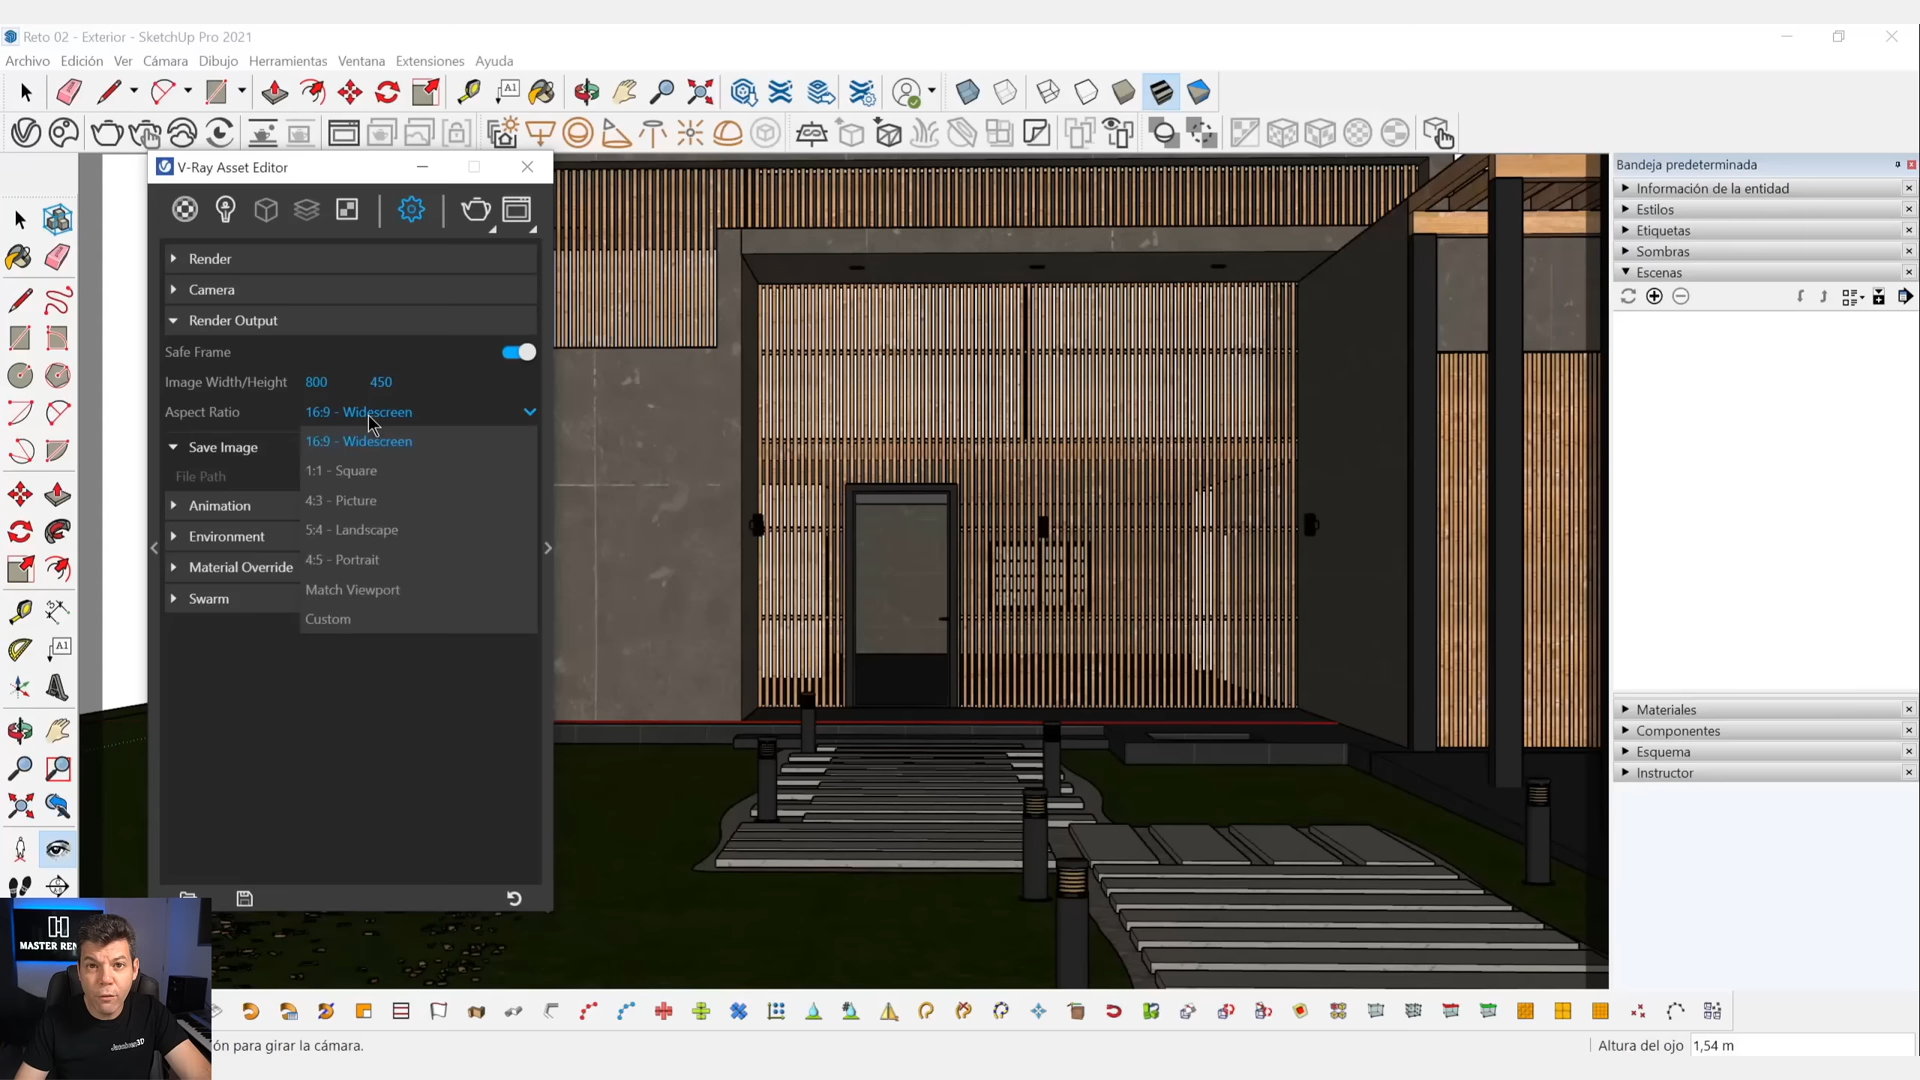 Reto 02 - Exterior - SketchUp Pro 2021
Archivo Edición Ver Cámara Dibujo Herramientas Ventana Extensiones Ayuda
V-Ray Asset Editor
Render
Camera
Render Output
Safe Frame
Image Width/Height 800 450
Aspect Ratio 16:9 - Widescreen
16:9 - Widescreen
1:1 - Square
4:3 - Picture
5:4 - Landscape
4:5 - Portrait
Match Viewport
Custom
Save Image
File Path
Animation
Environment
Material Override
Swarm
Bandeja predeterminada
Información de la entidad
Estilos
Etiquetas
Sombras
Escenas
Materiales
Componentes
Esquema
Instructor
MASTER REN
ón para girar la cámara.
Altura del ojo 1,54 m